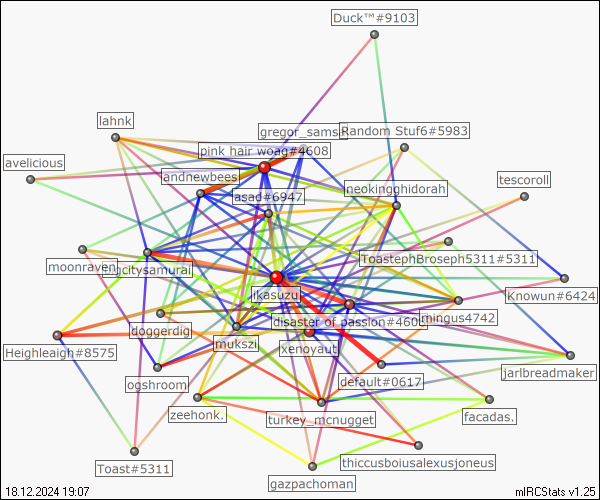 Duck™#9103
lahnk
gregor_samsa
Random Stuf6#5983
pink hair woag#4608
avelicious
andnewbees
neokingghidorah
tescoroll
asad#6947
ToastephBroseph5311#5311
moonraven
ngcitysamurai
ikasuzu
Knowun#6424
doggerdig
disaster of passion#460
mingus4742
mukszi
xenoyaut
Heighleaigh#8575
jarlbreadmaker
ogshroom
default#0617
zeehonk.
turkey_mcnugget
facadas.
Toast#5311
thiccusboiusalexusjoneus
gazpachoman
18.12.2024 19:07
mIRCStats v1.25